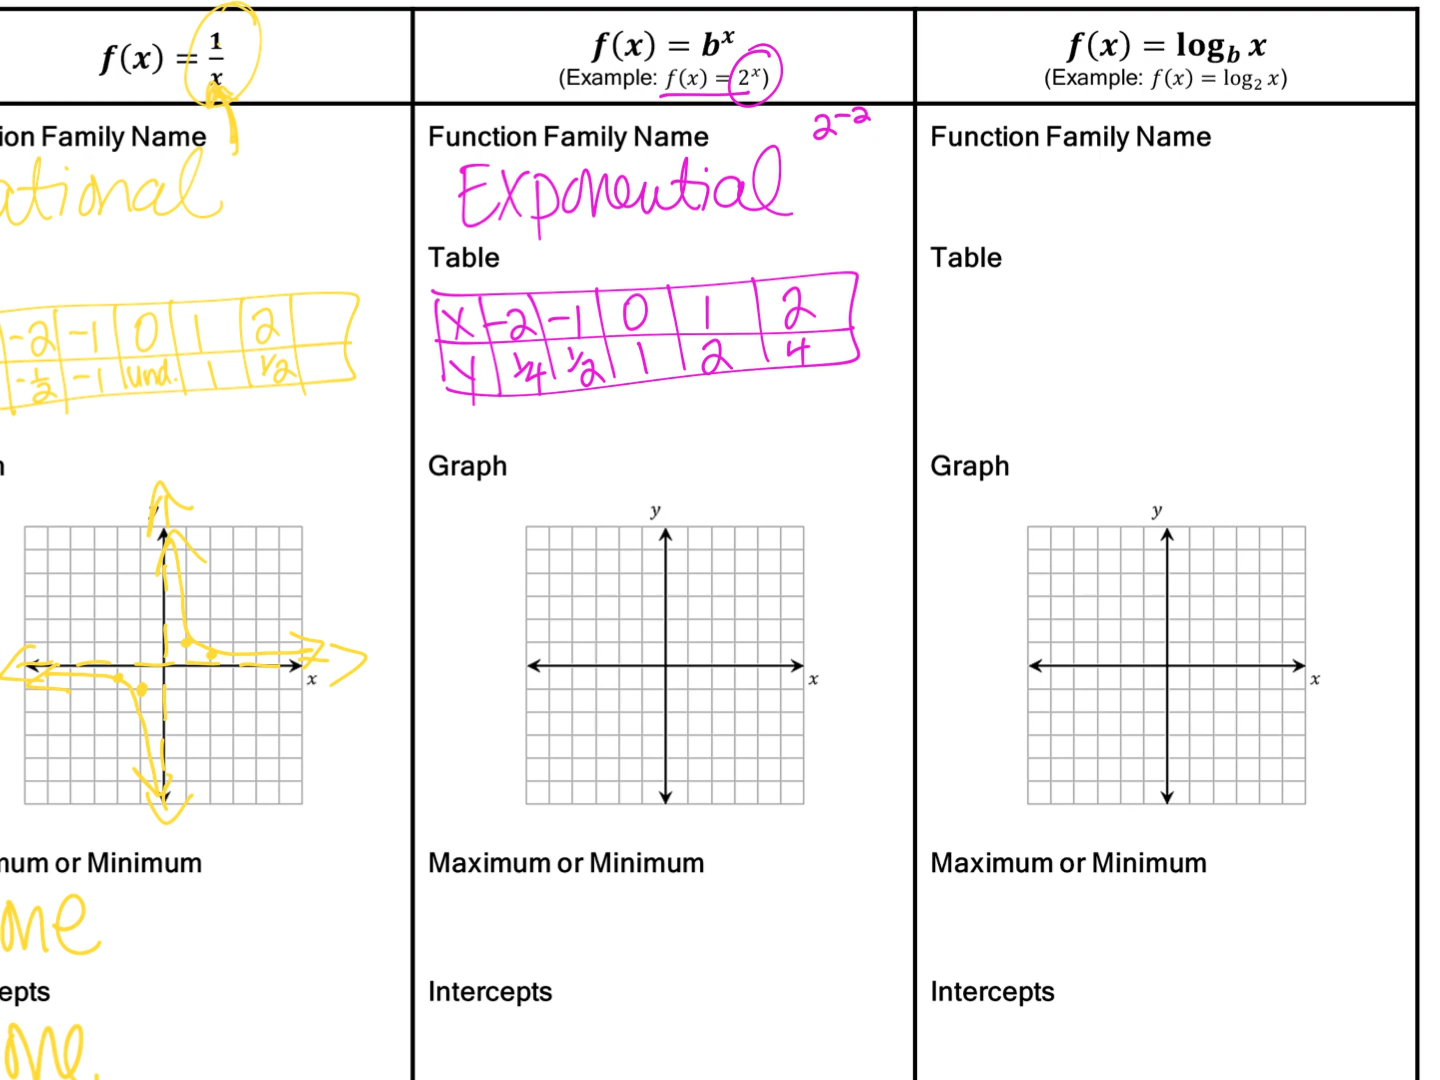 f(x) = 1/x
ion Family Name
ational
-2 -1 0 1 2
-1/2 -1 und. 1 1/2
y
x
mum or Minimum
one
epts
one.
f(x) = b^x
(Example: f(x) = 2^x)
2^-2
Function Family Name
Exponential
Table
X -2 -1 0 1 2
Y 1/4 1/2 1 2 4
Graph
y
x
Maximum or Minimum
Intercepts
f(x) = log_b x
(Example: f(x) = log_2 x)
Function Family Name
Table
Graph
y
x
Maximum or Minimum
Intercepts